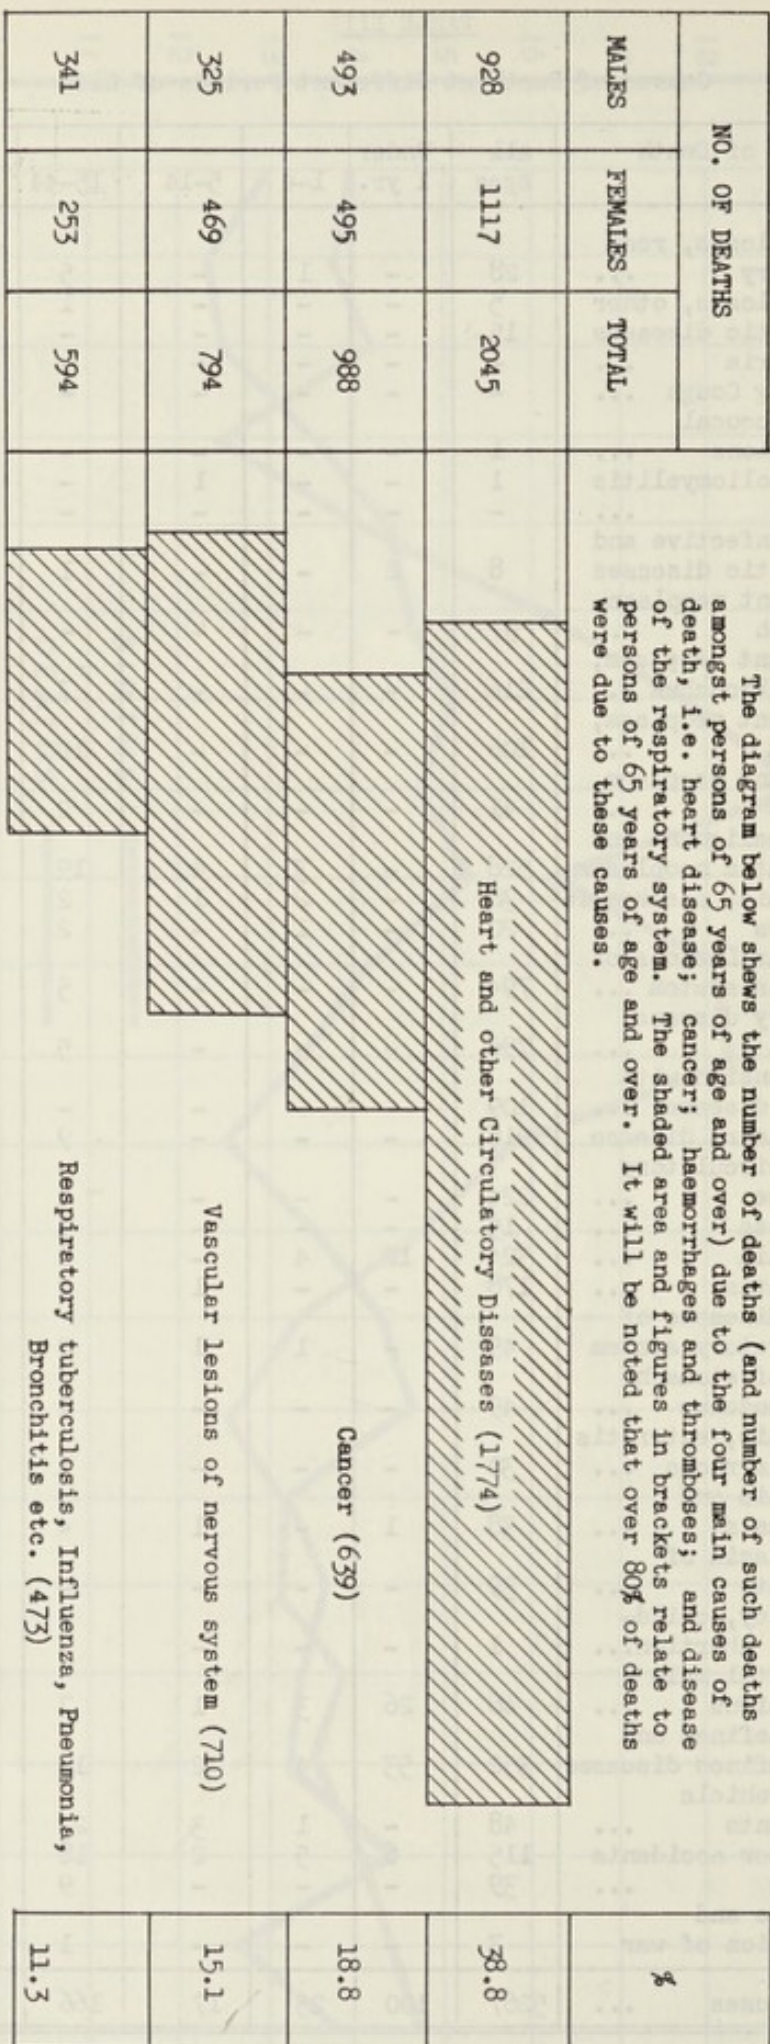 The diagram below shews the number of deaths (and number of such deaths
amongst persons of 65 years of age and over) due to the four main causes of
death, i.e. heart disease; cancer; haemorrhages and thromboses; and disease
of the respiratory system. The shaded area and figures in brackets relate to
persons of 65 years of age and over. It will be noted that over 80% of deaths
were due to these causes.
NO. OF DEATHS
MALES FEMALES TOTAL %
928 1117 2045 Heart and other Circulatory Diseases (1774) 38.8
493 495 988 Cancer (639) 18.8
325 469 794 Vascular lesions of nervous system (710) 15.1
341 253 594 Respiratory tuberculosis, Influenza, Pneumonia, 11.3
Bronchitis etc. (473)